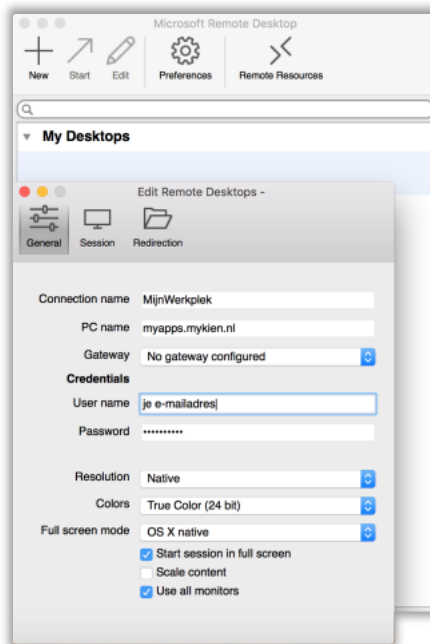 Microsoft Remote Desktop
New Start Edit Preferences Remote Resources
My Desktops
Edit Remote Desktops -
General Session Redirection
Connection name MijnWerkplek
PC name myapps.mykien.nl
Gateway No gateway configured
Credentials
User name je e-mailadres
Password ••••••••••
Resolution Native
Colors True Color (24 bit)
Full screen mode OS X native
Start session in full screen
Scale content
Use all monitors